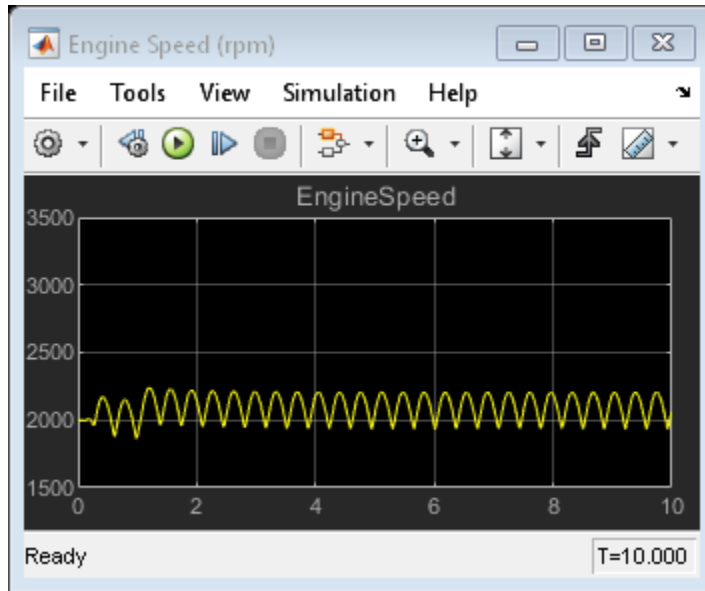 Engine Speed (rpm)
File Tools View Simulation Help
EngineSpeed
3500
3000
2500
2000
1500
0 2 4 6 8 10
Ready T=10.000